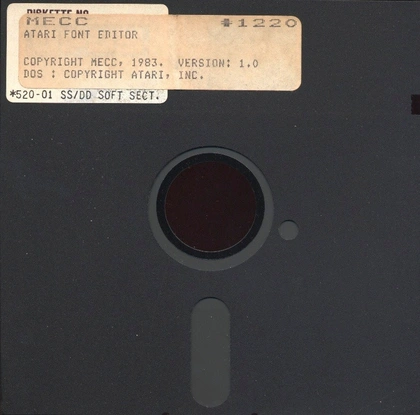 DISKETTE NO.
MECC #1220
ATARI FONT EDITOR
COPYRIGHT MECC, 1983. VERSION: 1.0
DOS : COPYRIGHT ATARI, INC.
*520-01 SS/DD SOFT SECT.